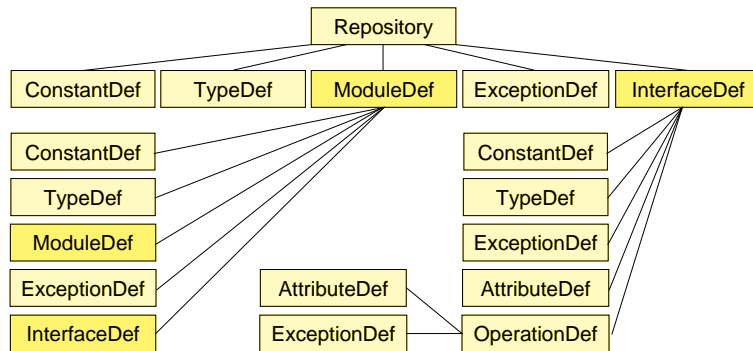 Repository
ConstantDef
TypeDef
ModuleDef
ExceptionDef
InterfaceDef
ConstantDef
TypeDef
ModuleDef
ExceptionDef
InterfaceDef
ConstantDef
TypeDef
ExceptionDef
AttributeDef
OperationDef
AttributeDef
ExceptionDef